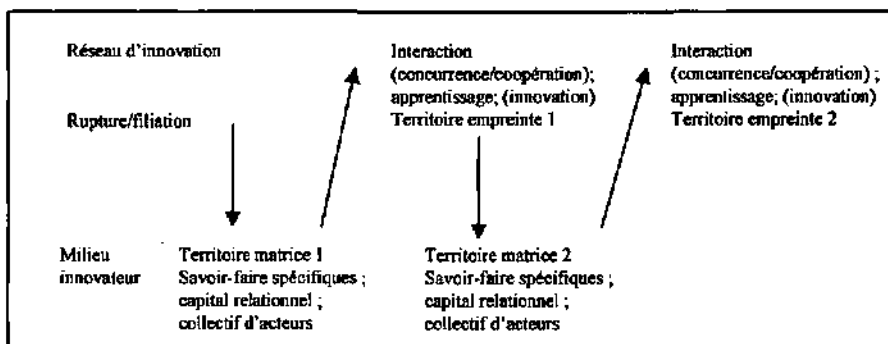 Réseau d'innovation
Interaction
(concurrence/coopération);
apprentissage; (innovation)
Territoire empreinte 1
Interaction
(concurrence/coopération) ;
apprentissage; (innovation)
Territoire empreinte 2
Rupture/filiation
Milieu
innovateur
Territoire matrice 1
Savoir-faire spécifiques ;
capital relationnel ;
collectif d'acteurs
Territoire matrice 2
Savoir-faire spécifiques ;
capital relationnel ;
collectif d'acteurs